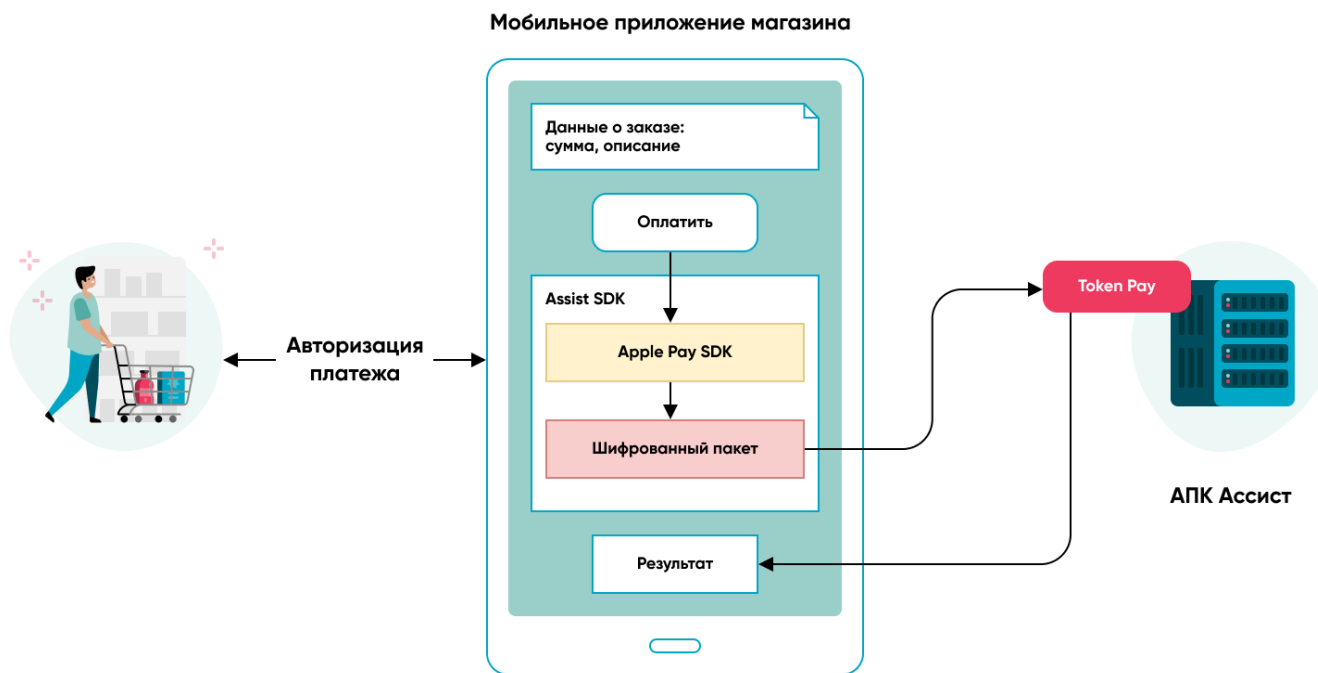 Мобильное приложение магазина
Данные о заказе:
сумма, описание
Оплатить
Assist SDK
Apple Pay SDK
Шифрованный пакет
Результат
Авторизация
платежа
Token Pay
АПК Ассист